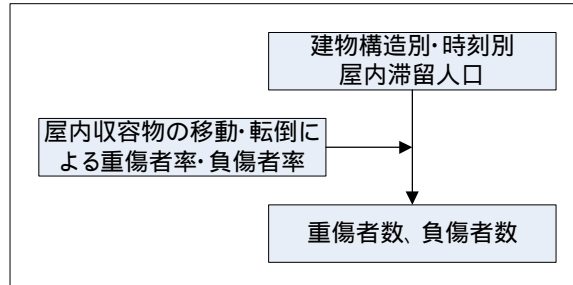 建物構造別・時刻別
屋内滞留人口
屋内収容物の移動・転倒に
よる重傷者率・負傷者率
重傷者数、負傷者数